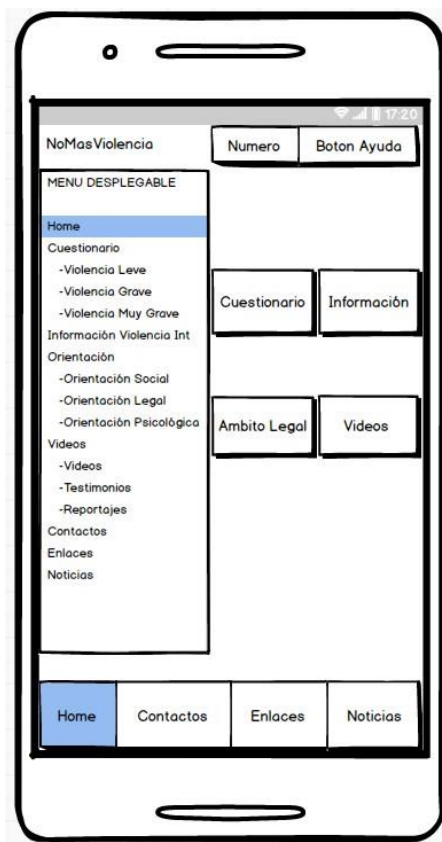 17:20
NoMasViolencia
Numero
Boton Ayuda
MENU DESPLEGABLE
Home
Cuestionario
-Violencia Leve
-Violencia Grave
-Violencia Muy Grave
Información Violencia Int
Orientación
-Orientación Social
-Orientación Legal
-Orientación Psicológica
Videos
-Videos
-Testimonios
-Reportajes
Contactos
Enlaces
Noticias
Cuestionario
Información
Ambito Legal
Videos
Home
Contactos
Enlaces
Noticias